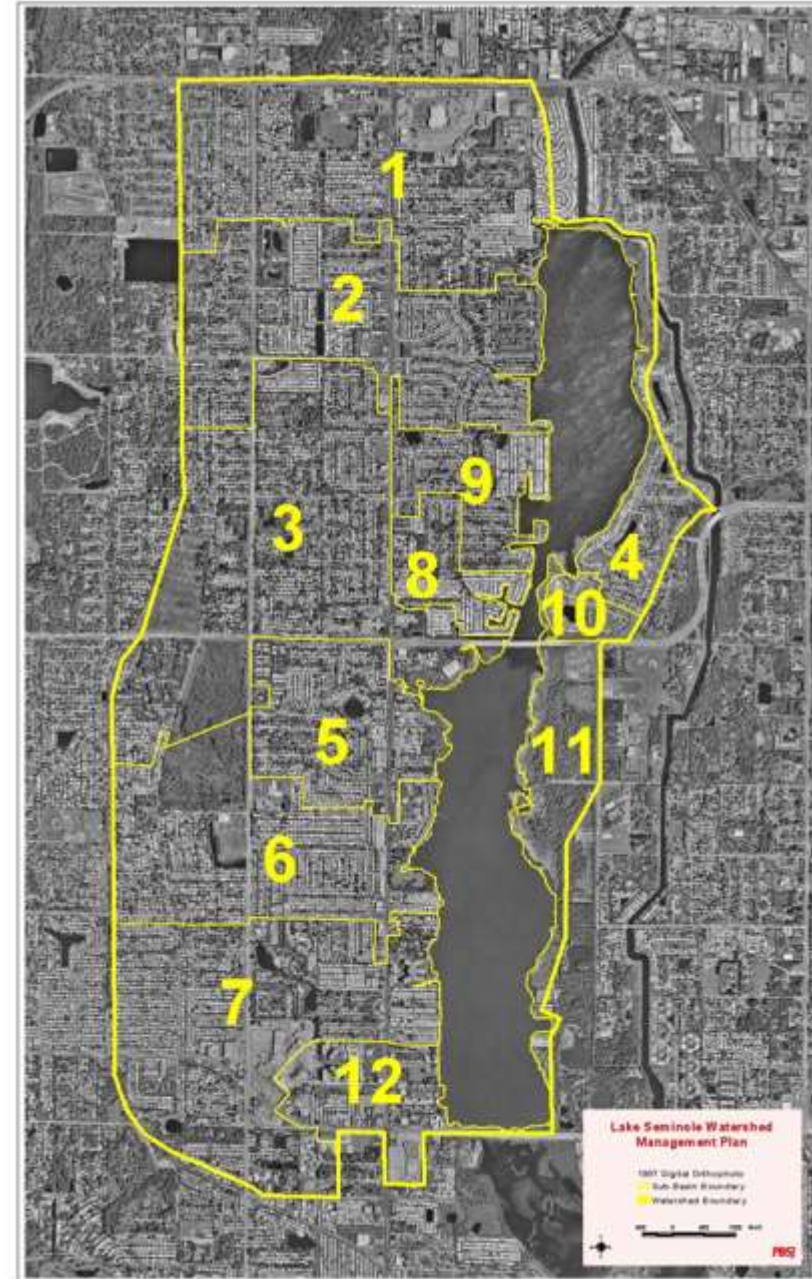 1
2
3
9
4
8
10
5
11
6
7
12
Lake Seminole Watershed
Management Plan
1997 Digital Orthophoto
Sub-Basin Boundary
Watershed Boundary
PBSJ